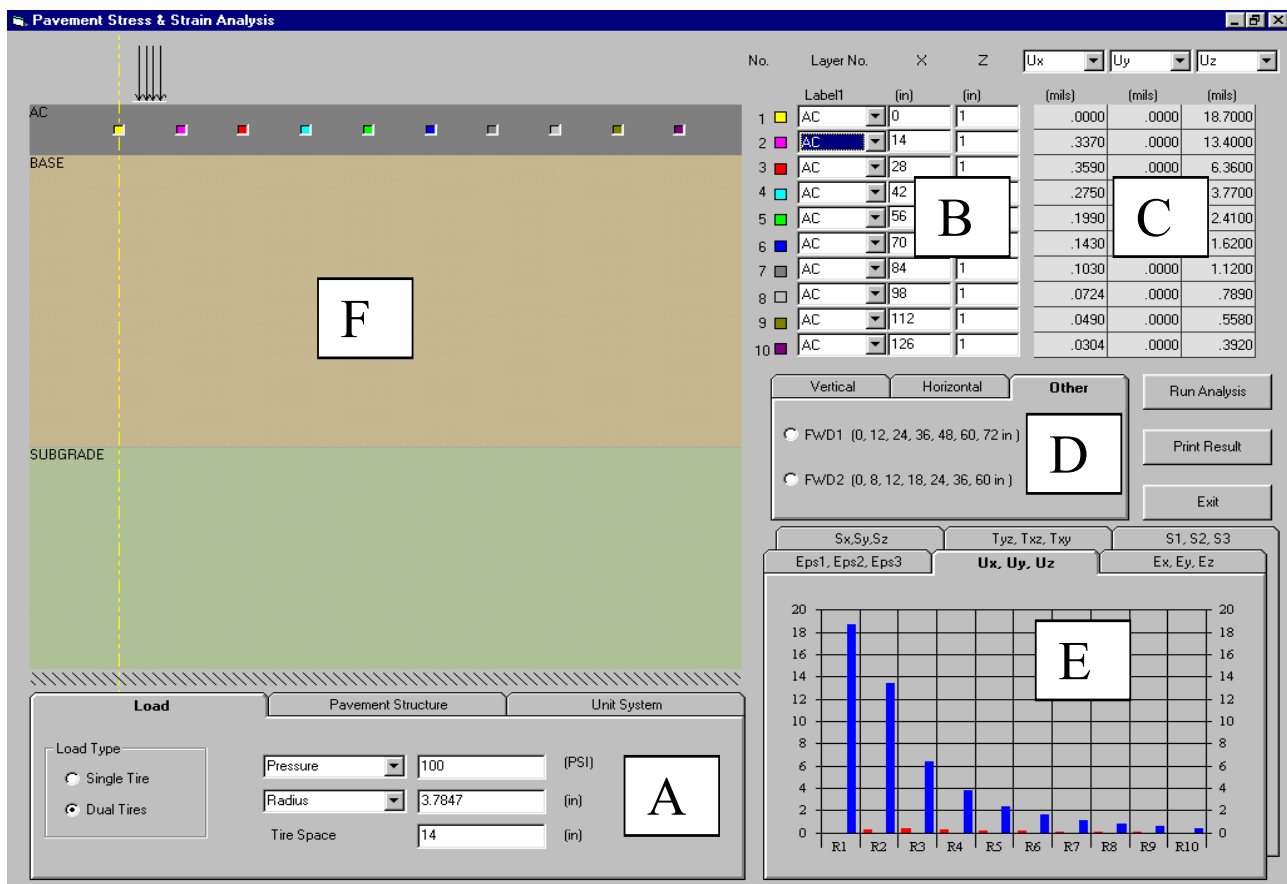 Pavement Stress & Strain Analysis
No. Layer No. X Z Ux Uy Uz
Label1 (in) (in) (mils) (mils) (mils)
AC
1 AC 0 1 .0000 .0000 18.7000
2 AC 14 1 .3370 .0000 13.4000
BASE
3 AC 28 1 .3590 .0000 6.3600
4 AC 42 .2750 3.7700
5 AC 56 .1990 2.4100
6 AC 70 .1430 1.6200
B
C
7 AC 84 1 .1030 .0000 1.1200
8 AC 98 1 .0724 .0000 .7890
9 AC 112 1 .0490 .0000 .5580
10 AC 126 1 .0304 .0000 .3920
F
Vertical Horizontal Other
Run Analysis
FWD1 (0, 12, 24, 36, 48, 60, 72 in )
D
Print Result
SUBGRADE
FWD2 (0, 8, 12, 18, 24, 36, 60 in )
Exit
Sx,Sy,Sz Tyz, Txz, Txy S1, S2, S3
Eps1, Eps2, Eps3 Ux, Uy, Uz Ex, Ey, Ez
20 20
18 18
16 16
14 14
12 12
10 10
8 8
6 6
4 4
2 2
0 0
E
R1 R2 R3 R4 R5 R6 R7 R8 R9 R10
Load Pavement Structure Unit System
Load Type
Single Tire
Dual Tires
Pressure 100 (PSI)
Radius 3.7847 (in)
Tire Space 14 (in)
A